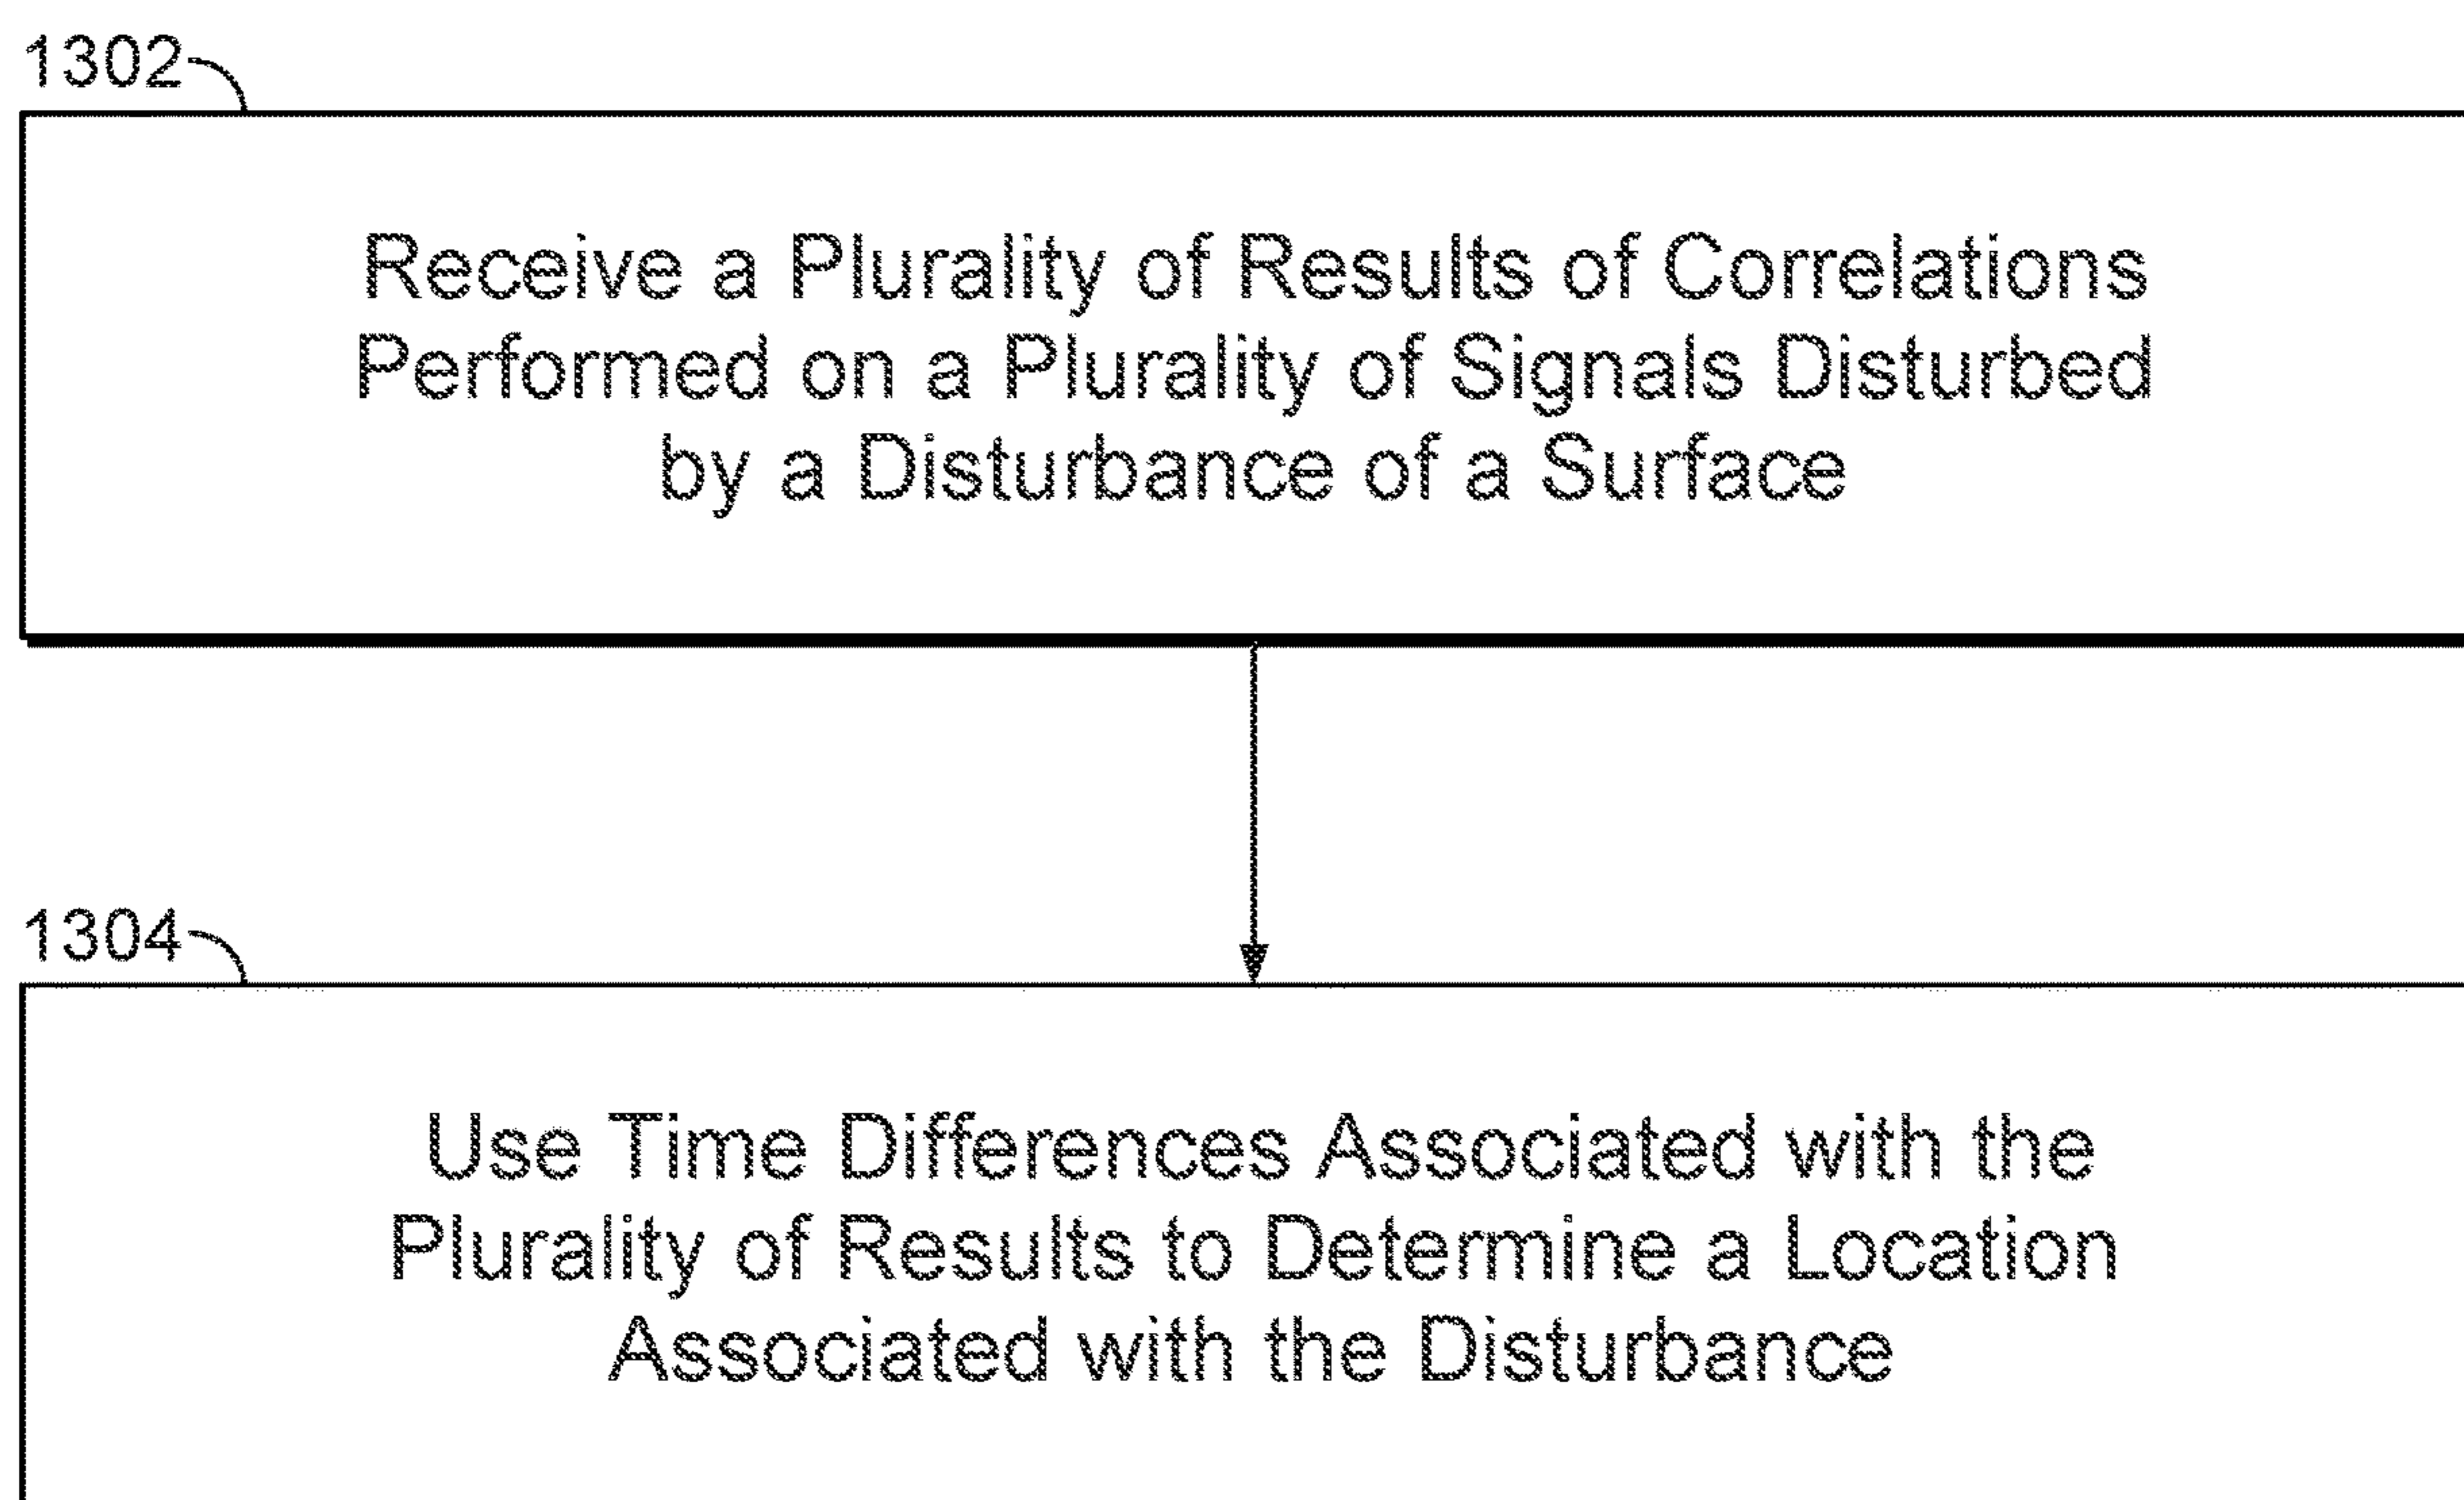 1302
Receive a Plurality of Results of Correlations
Performed on a Plurality of Signals Disturbed
by a Disturbance of a Surface
1304
Use Time Differences Associated with the
Plurality of Results to Determine a Location
Associated with the Disturbance